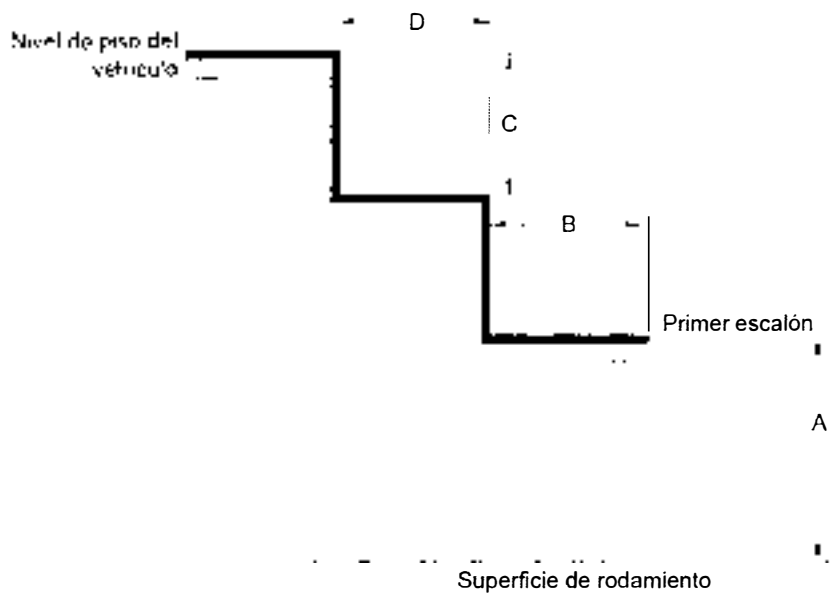 D
Nivel de piso del
vehículo
C
B
Primer escalón
A
Superficie de rodamiento